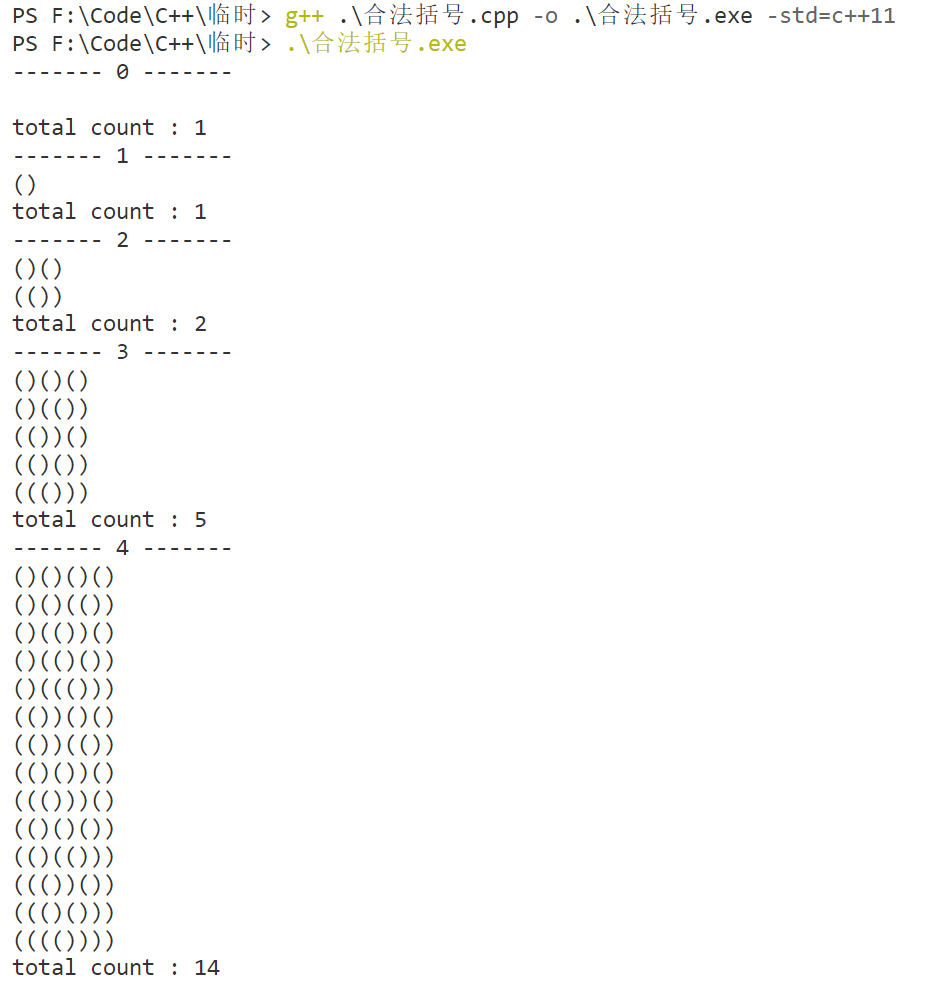 PS F:\Code\C++\临时> g++ .\合法括号.cpp -o .\合法括号.exe -std=c++11
PS F:\Code\C++\临时> .\合法括号.exe
------- 0 -------
total count : 1
------- 1 -------
()
total count : 1
------- 2 -------
()()
(())
total count : 2
------- 3 -------
()()()
()(())
(())()
(()())
((()))
total count : 5
------- 4 -------
()()()()
()()(())
()(())()
()(()())
()((()))
(())()()
(())(())
(()())()
((()))()
(()()())
(()(()))
((())())
((()()))
(((())))
total count : 14